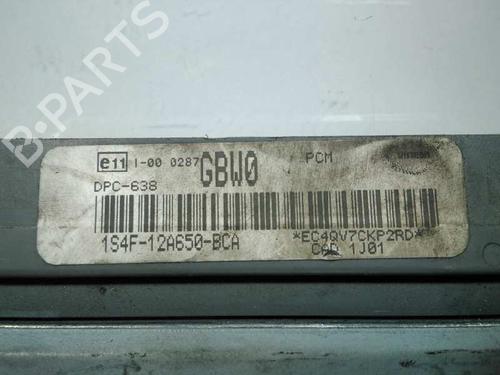 B-Parts
e11 I-00 0287 GBW0 PCM
DPC-638
1S4F-12A650-BCA *EC4QV7CKP2RD*
1J01